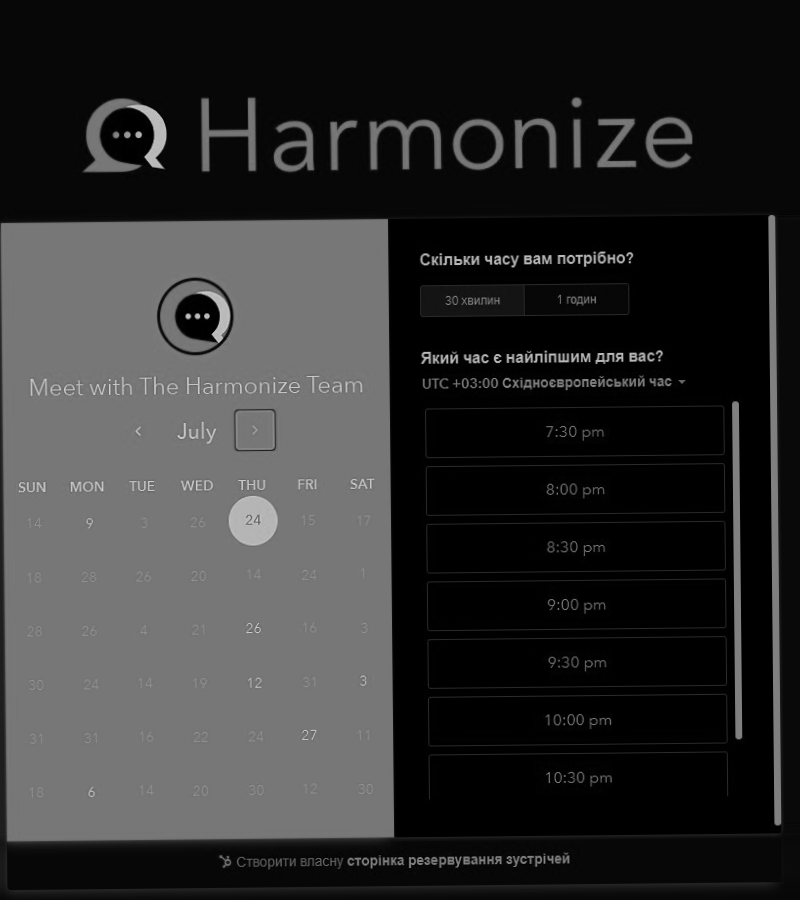 Harmonize
Meet with The Harmonize Team
July
SUN MON TUE WED THU FRI SAT
14 9 3 26 24 15 17
18 28 26 20 14 24 1
28 26 4 21 26 16 3
30 24 14 19 12 31 3
31 31 16 22 24 27 11
18 6 14 20 30 12 30
Скільки часу вам потрібно?
30 хвилин 1 годин
Який час є найліпшим для вас?
UTC +03:00 Східноєвропейський час
7:30 pm
8:00 pm
8:30 pm
9:00 pm
9:30 pm
10:00 pm
10:30 pm
Створити власну сторінка резервування зустрічей